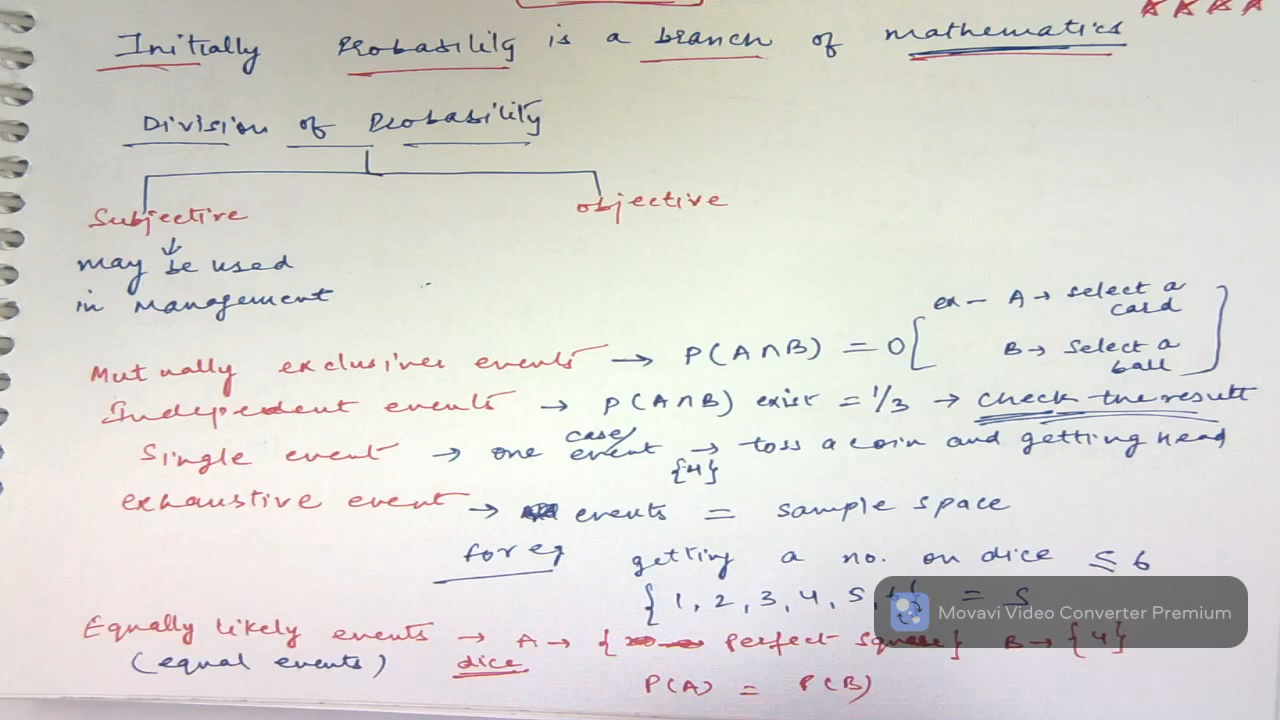 Initially Probability is a branch of mathematics
Division of Probability
Subjective
objective
may be used
in management
ex - A → select a card
B → select a ball
Mutually exclusives events → P(A∩B) = 0
Independent events → P(A∩B) exist = 1/3 → check the result
Single event → one case/event → toss a coin and getting head
{4}
exhaustive event → events = sample space
for eg getting a no. on dice ≤ 6
{1, 2, 3, 4, 5, = S
Movavi Video Converter Premium
Equally likely events → A → { perfect square} B → {4}
(equal events) dice
P(A) = P(B)